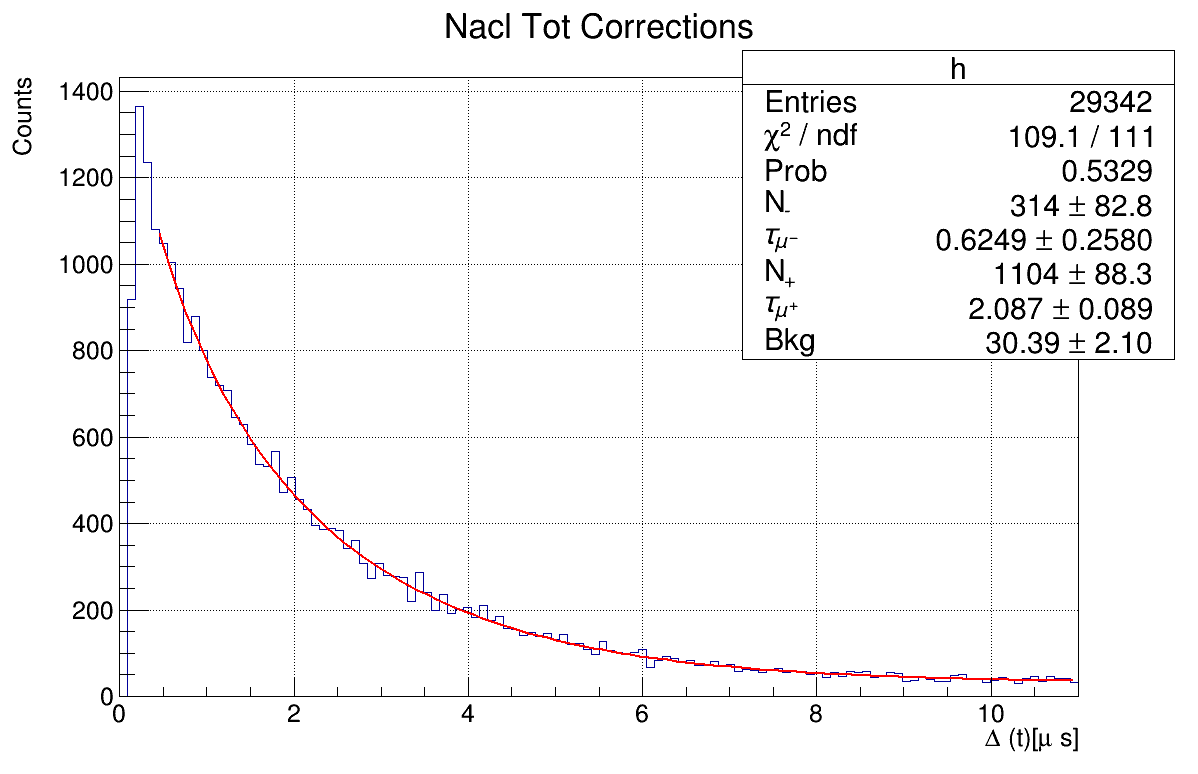 Nacl Tot Corrections
h
Entries 29342
χ² / ndf 109.1 / 111
Prob 0.5329
N₋ 314 ± 82.8
τμ⁻ 0.6249 ± 0.2580
N₊ 1104 ± 88.3
τμ⁺ 2.087 ± 0.089
Bkg 30.39 ± 2.10
Counts
1400
1200
1000
800
600
400
200
0
0 2 4 6 8 10
Δ (t)[μ s]